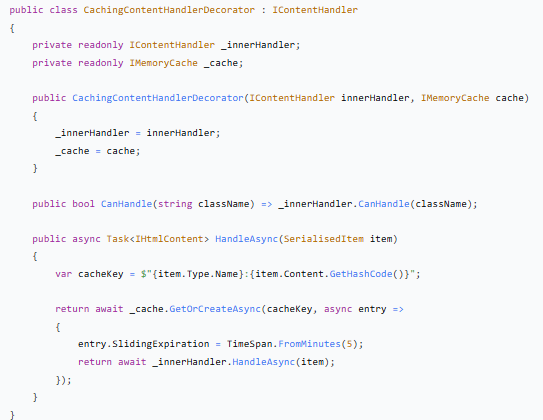 public class CachingContentHandlerDecorator : IContentHandler
{
    private readonly IContentHandler _innerHandler;
    private readonly IMemoryCache _cache;

    public CachingContentHandlerDecorator(IContentHandler innerHandler, IMemoryCache cache)
    {
        _innerHandler = innerHandler;
        _cache = cache;
    }

    public bool CanHandle(string className) => _innerHandler.CanHandle(className);

    public async Task<IHtmlContent> HandleAsync(SerialisedItem item)
    {
        var cacheKey = $"{item.Type.Name}:{item.Content.GetHashCode()}";

        return await _cache.GetOrCreateAsync(cacheKey, async entry =>
        {
            entry.SlidingExpiration = TimeSpan.FromMinutes(5);
            return await _innerHandler.HandleAsync(item);
        });
    }
}